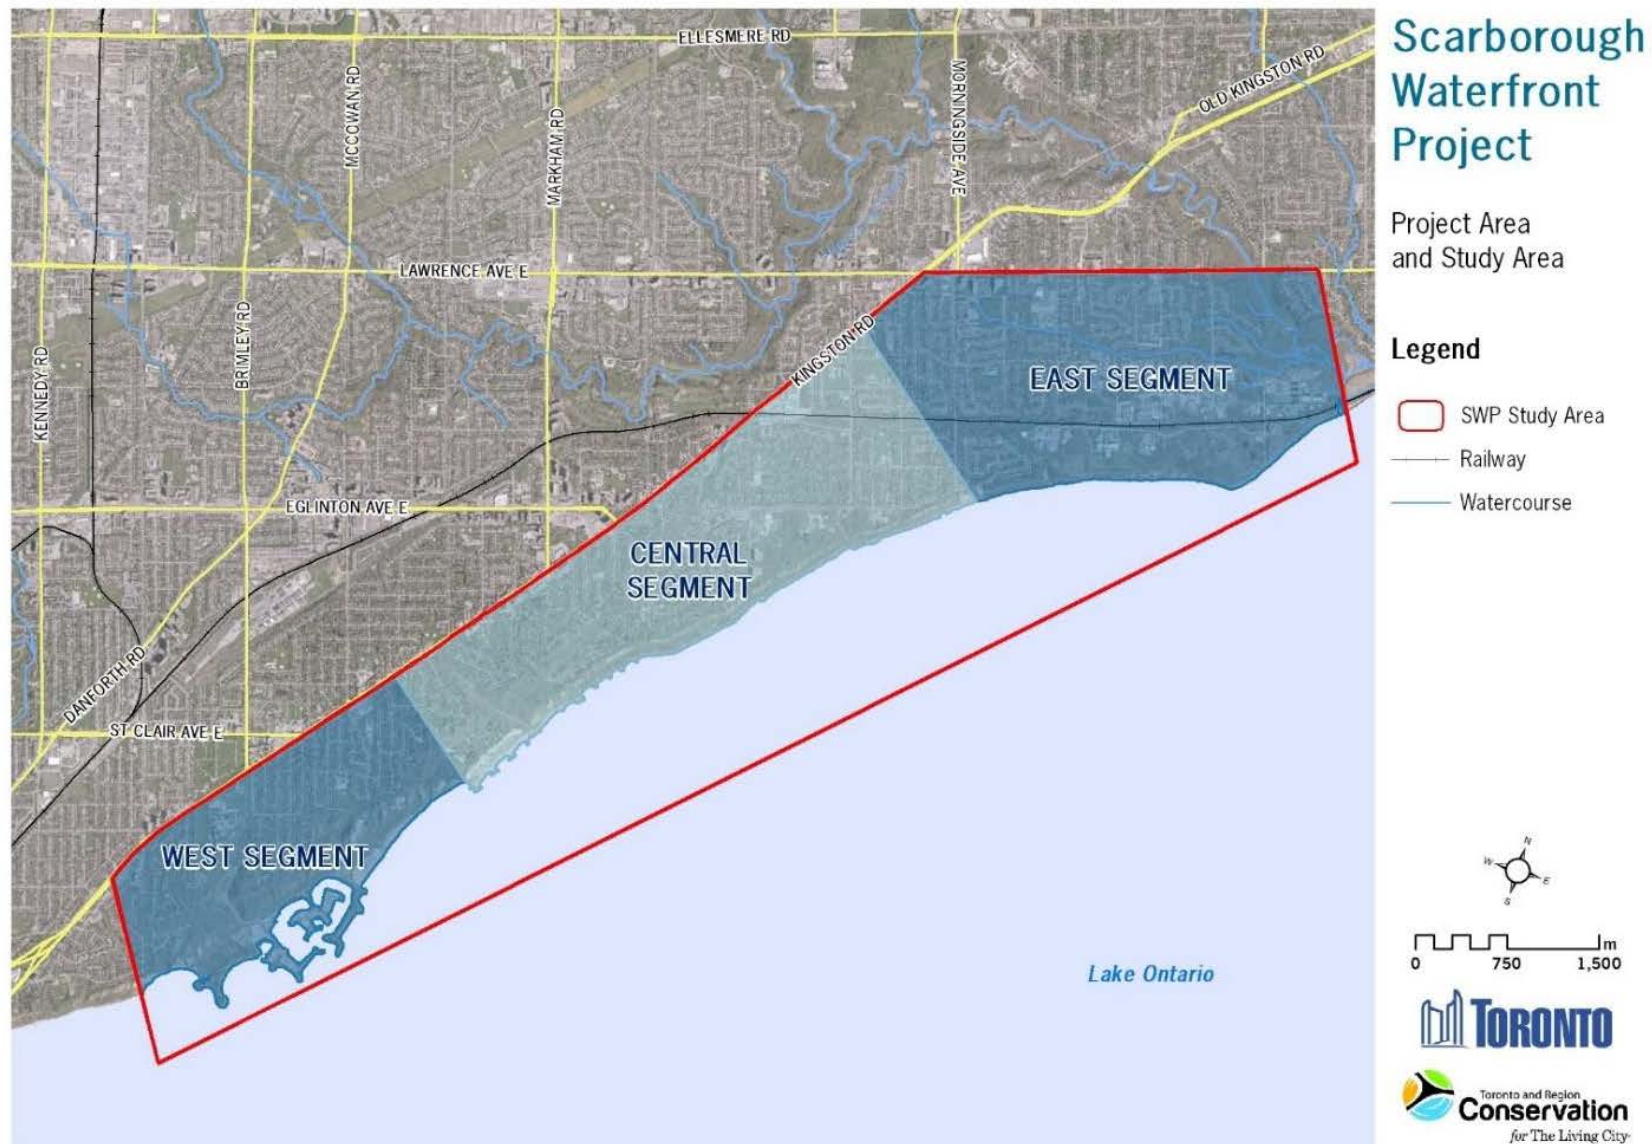 Scarborough
Waterfront
Project
Project Area
and Study Area
Legend
SWP Study Area
Railway
Watercourse
ELLESMERE RD
OLD KINGSTON RD
MCCOWAN RD
MARKHAM RD
MORNINGSIDE AVE
LAWRENCE AVE E
KENNEDY RD
BRIMLEY RD
KINGSTON RD
EAST SEGMENT
EGLINTON AVE E
CENTRAL
SEGMENT
DANFORTH RD
ST CLAIR AVE E
WEST SEGMENT
Lake Ontario
N
W
E
S
m
0 750 1,500
TORONTO
Toronto and Region
Conservation
for The Living City·